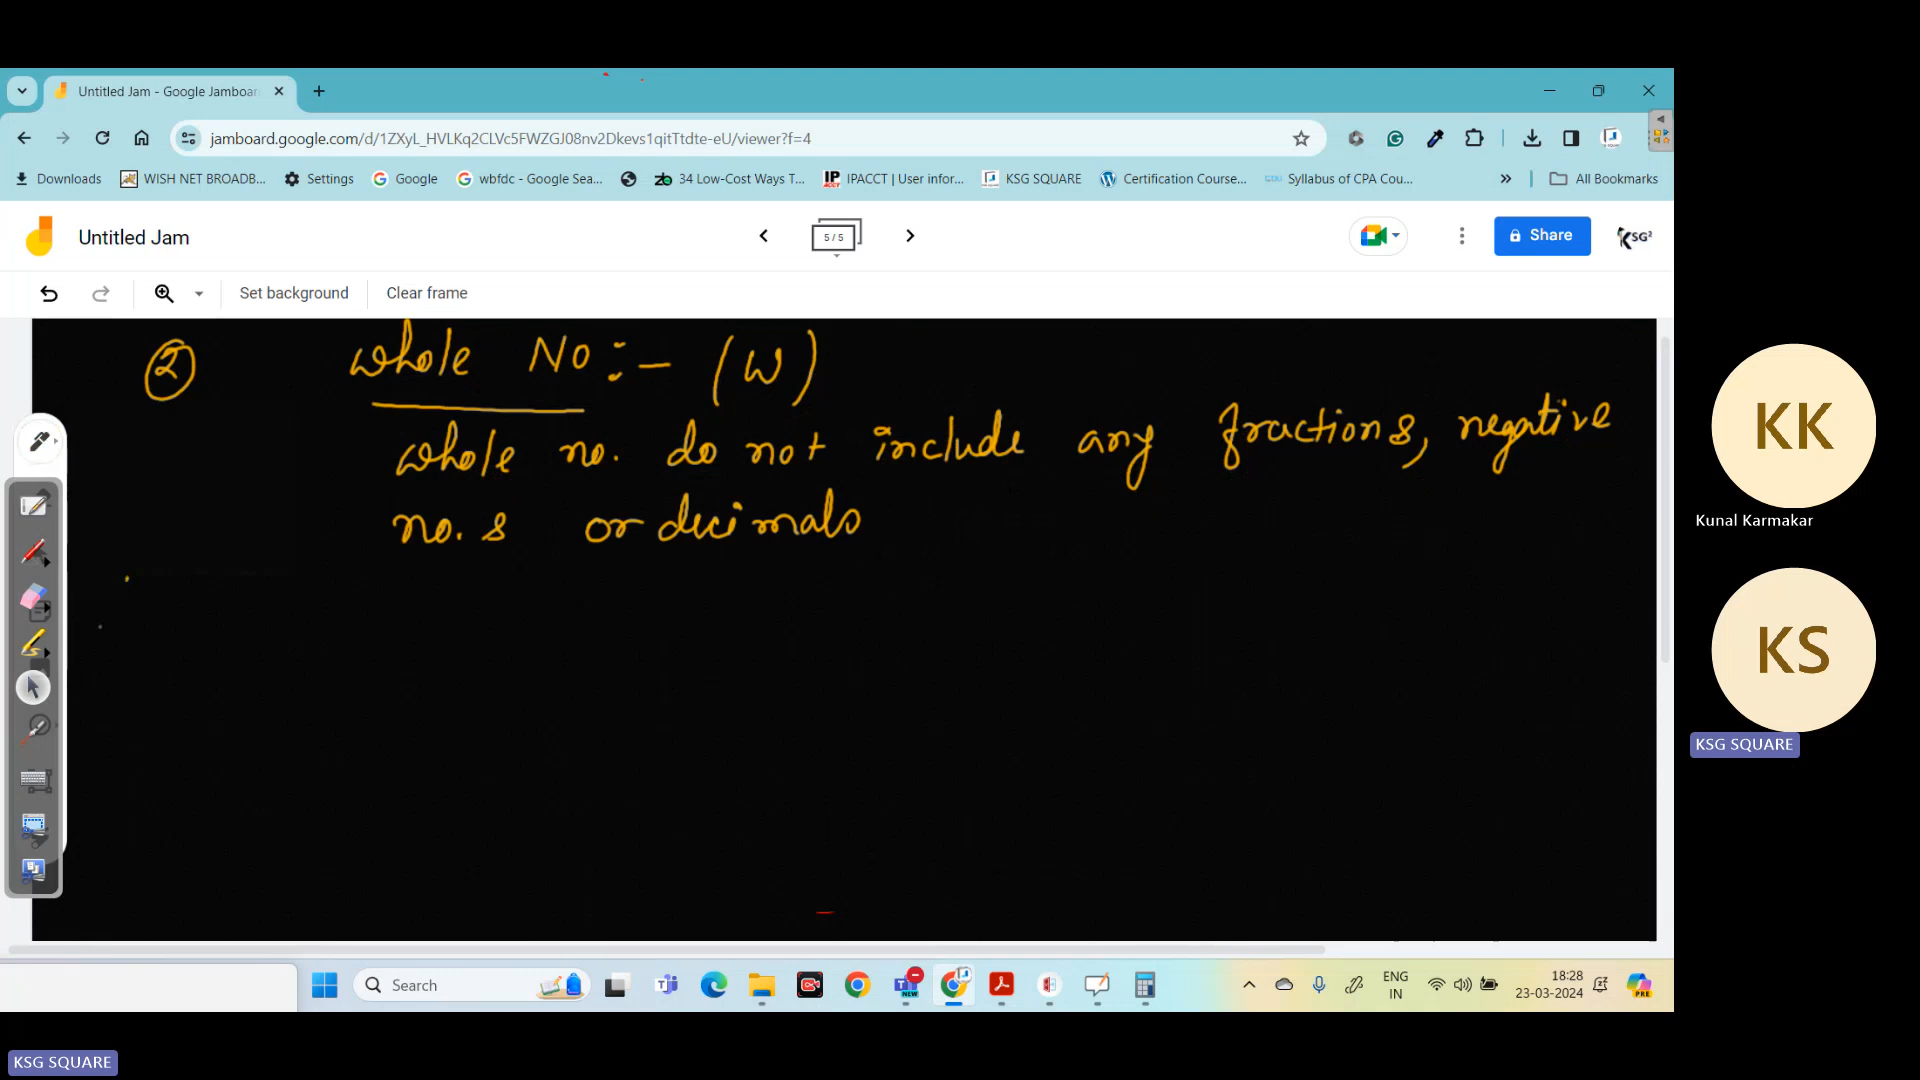 Untitled Jam - Google Jamboar
jamboard.google.com/d/1ZXyL_HVLKq2CLVc5FWZGJ08nv2Dkevs1qitTtdte-eU/viewer?f=4
Downloads WISH NET BROADB... Settings Google wbfdc - Google Sea... 34 Low-Cost Ways T... IPACCT | User infor... KSG SQUARE Certification Course... Syllabus of CPA Cou... » All Bookmarks
Untitled Jam 5 / 5 Share KSG²
Set background Clear frame
② whole No :- (W)
whole no. do not include any fractions, negative
no.s or decimals
KK
Kunal Karmakar
KS
KSG SQUARE
Search
ENG
IN
18:28
23-03-2024
KSG SQUARE